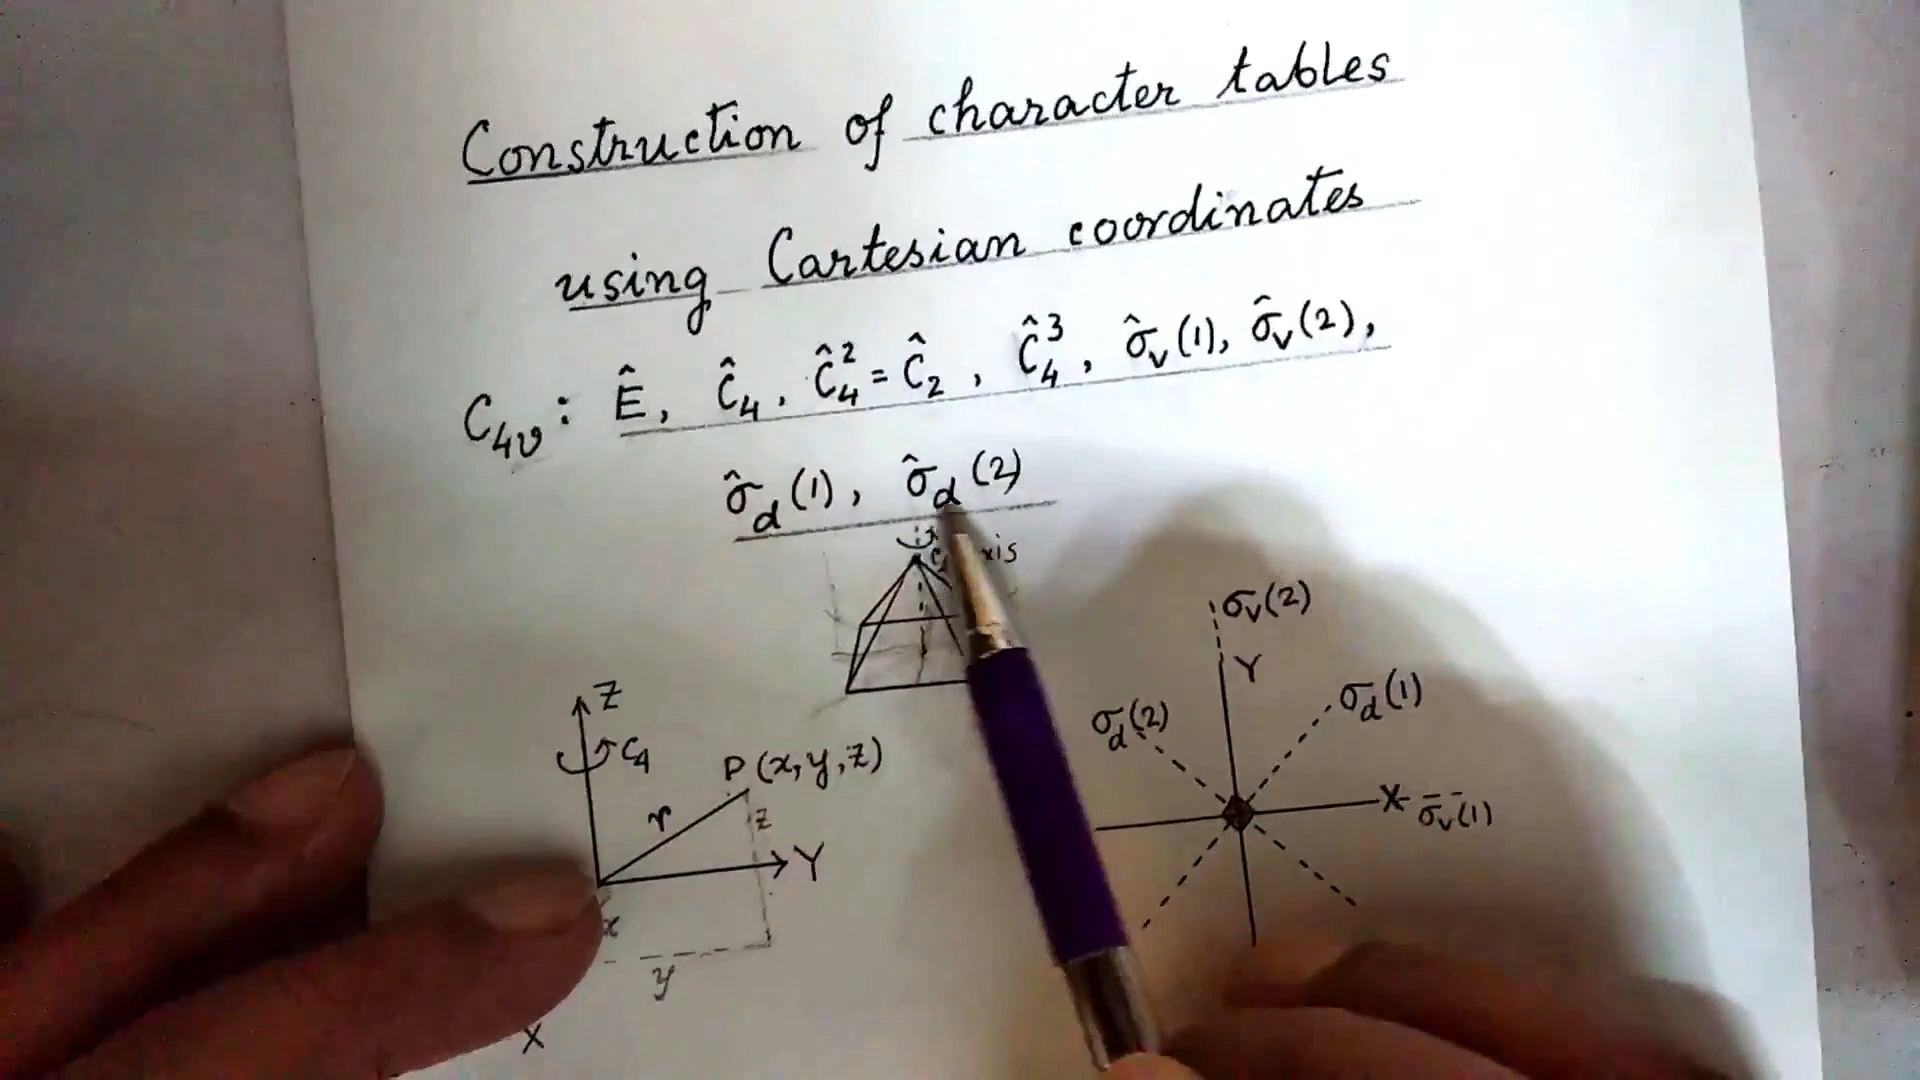 Construction of character tables
using Cartesian coordinates
C₄ᵥ : Ê, Ĉ₄, Ĉ₄² = Ĉ₂, Ĉ₄³, σ̂ᵥ(1), σ̂ᵥ(2),
σ̂d(1), σ̂d(2)
Z
C₄
P(x,y,z)
r
z
Y
x
y
X
σᵥ(2)
Y
σd(1)
σd(2)
X
σᵥ(1)